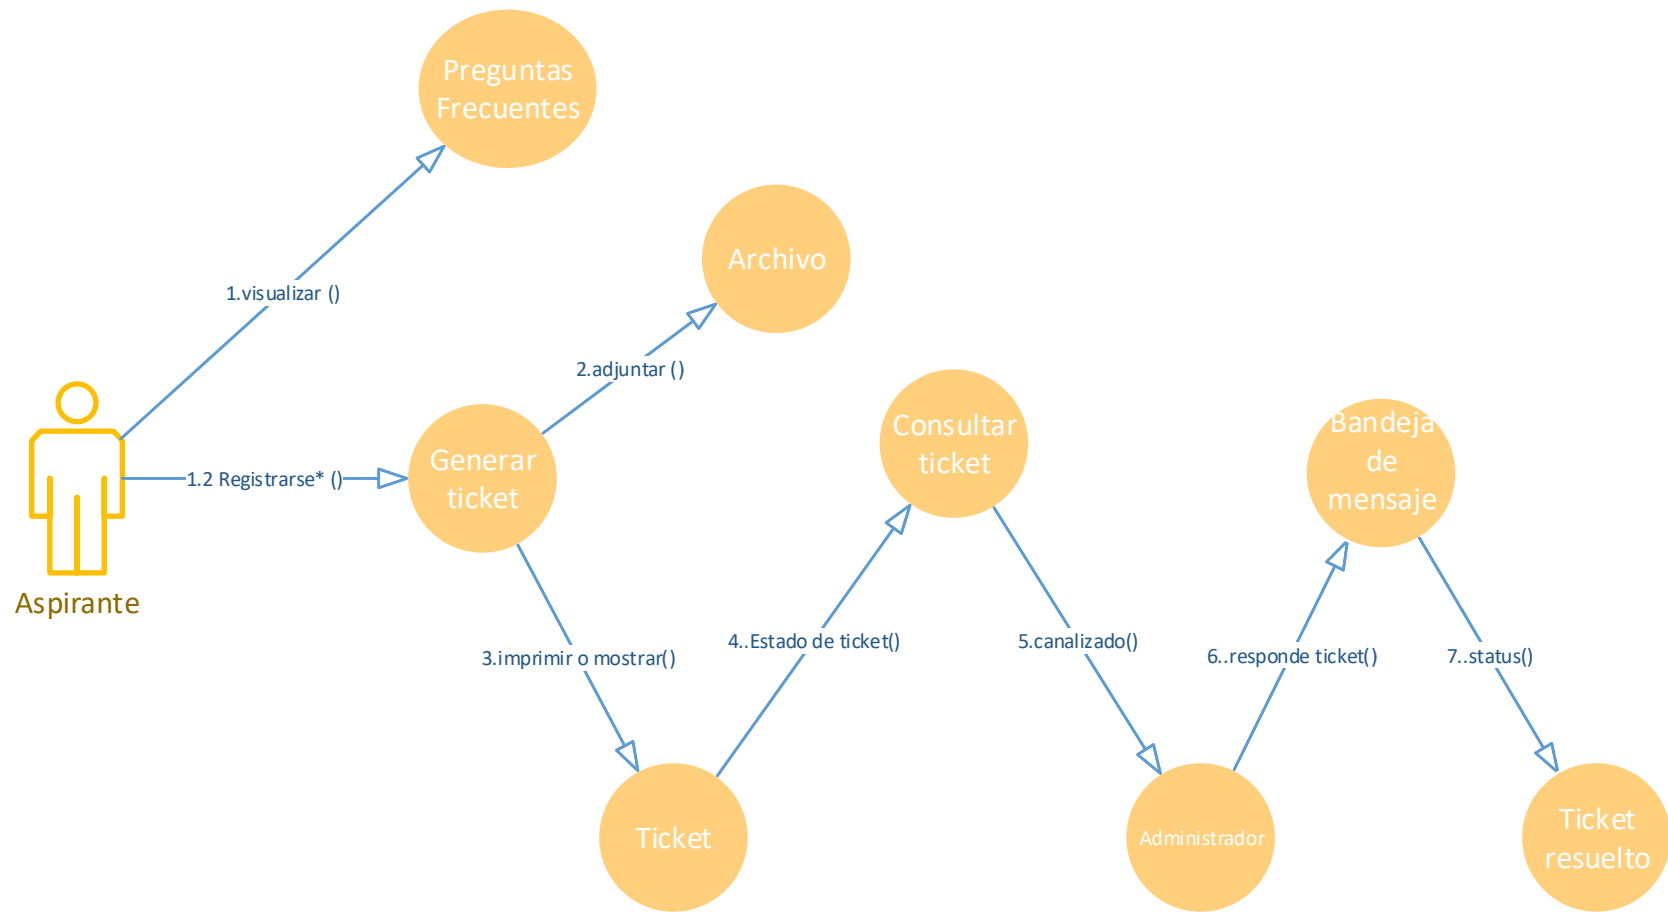 Preguntas
Frecuentes
Archivo
1.visualizar ()
2.adjuntar ()
Consultar
ticket
Bandeja
de
mensaje
Generar
ticket
1.2 Registrarse* ()
Aspirante
3.imprimir o mostrar()
4..Estado de ticket()
5.canalizado()
6..responde ticket()
7..status()
Ticket
Administrador
Ticket
resuelto